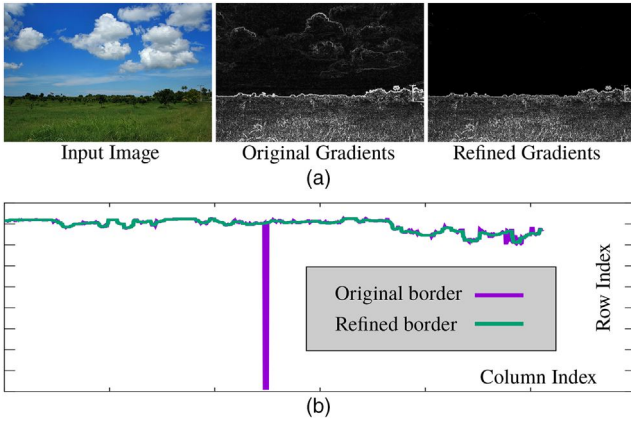 Input Image
Original Gradients
Refined Gradients
(a)
Original border
Refined border
Row Index
Column Index
(b)